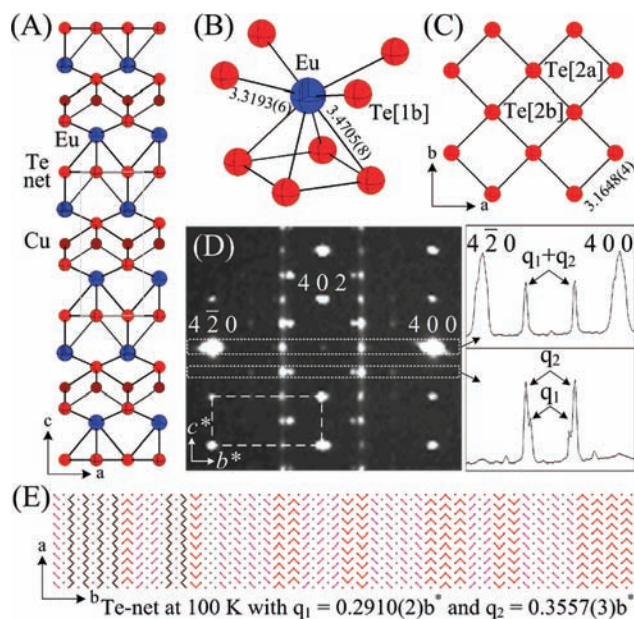 (A)
Eu
Te
net
Cu
c
a
(B)
Eu
Te[1b]
3.3193(6)
3.4705(8)
(C)
Te[2a]
Te[2b]
b
a
3.1648(4)
(D)
4 0 2
4 2̄ 0
4 0 0
c*
b*
4 2̄ 0
4 0 0
q₁+q₂
q₂
q₁
(E)
a
b
Te-net at 100 K with q₁ = 0.2910(2)b* and q₂ = 0.3557(3)b*